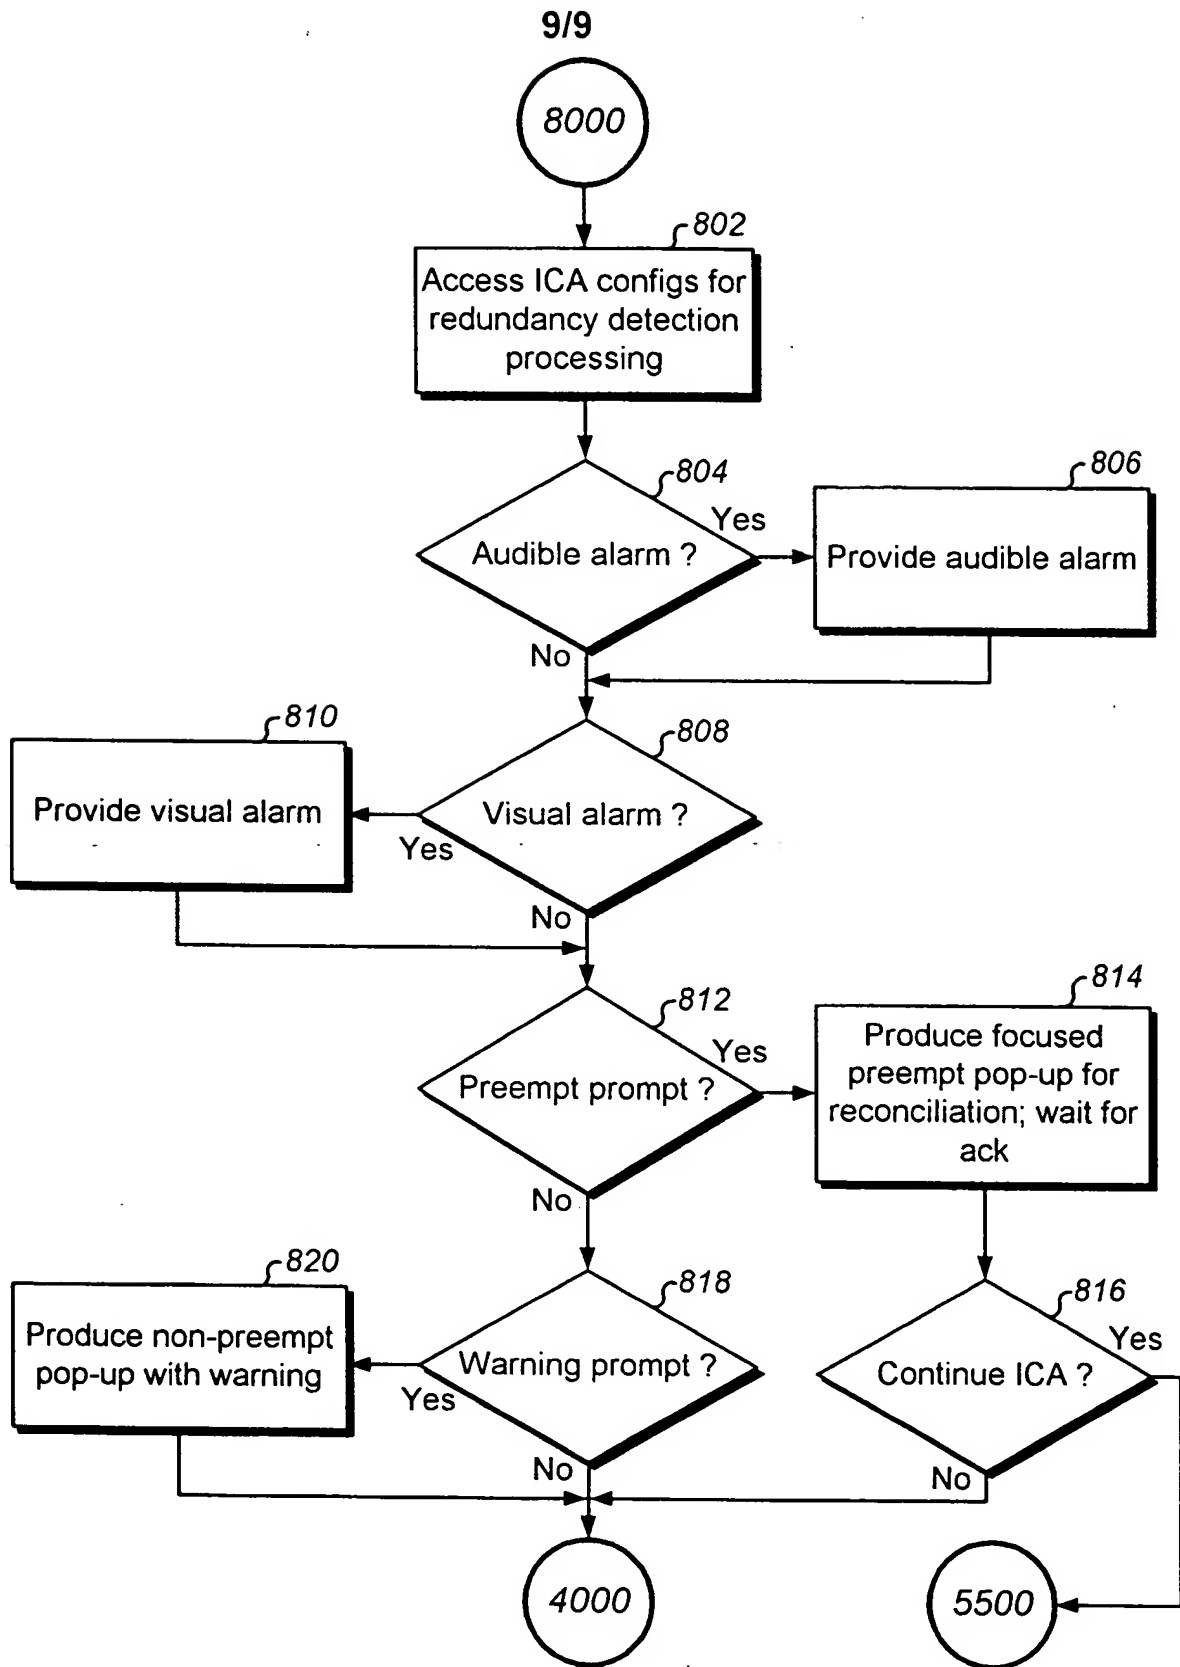 9/9
8000
802
Access ICA configs for
redundancy detection
processing
804
Audible alarm ?
Yes
806
Provide audible alarm
No
810
Provide visual alarm
808
Visual alarm ?
Yes
No
812
Preempt prompt ?
Yes
814
Produce focused
preempt pop-up for
reconciliation; wait for
ack
No
820
Produce non-preempt
pop-up with warning
818
Warning prompt ?
Yes
816
Continue ICA ?
Yes
No
No
4000
5500